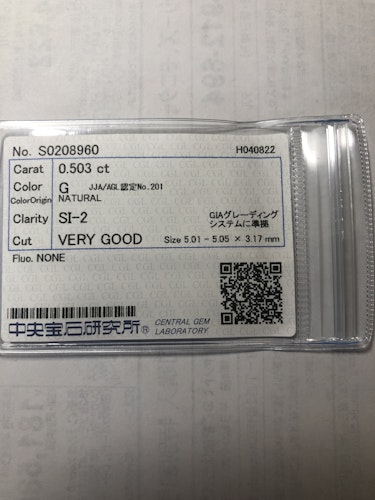 No. S0208960 H040822
Carat 0.503 ct
Color G JJA/AGL認定No.201
ColorOrigin NATURAL
Clarity SI-2 GIAグレーディング
システムに準拠
Cut VERY GOOD Size 5.01 - 5.05 × 3.17 mm
Fluo. NONE
中央宝石研究所® CENTRAL GEM
LABORATORY